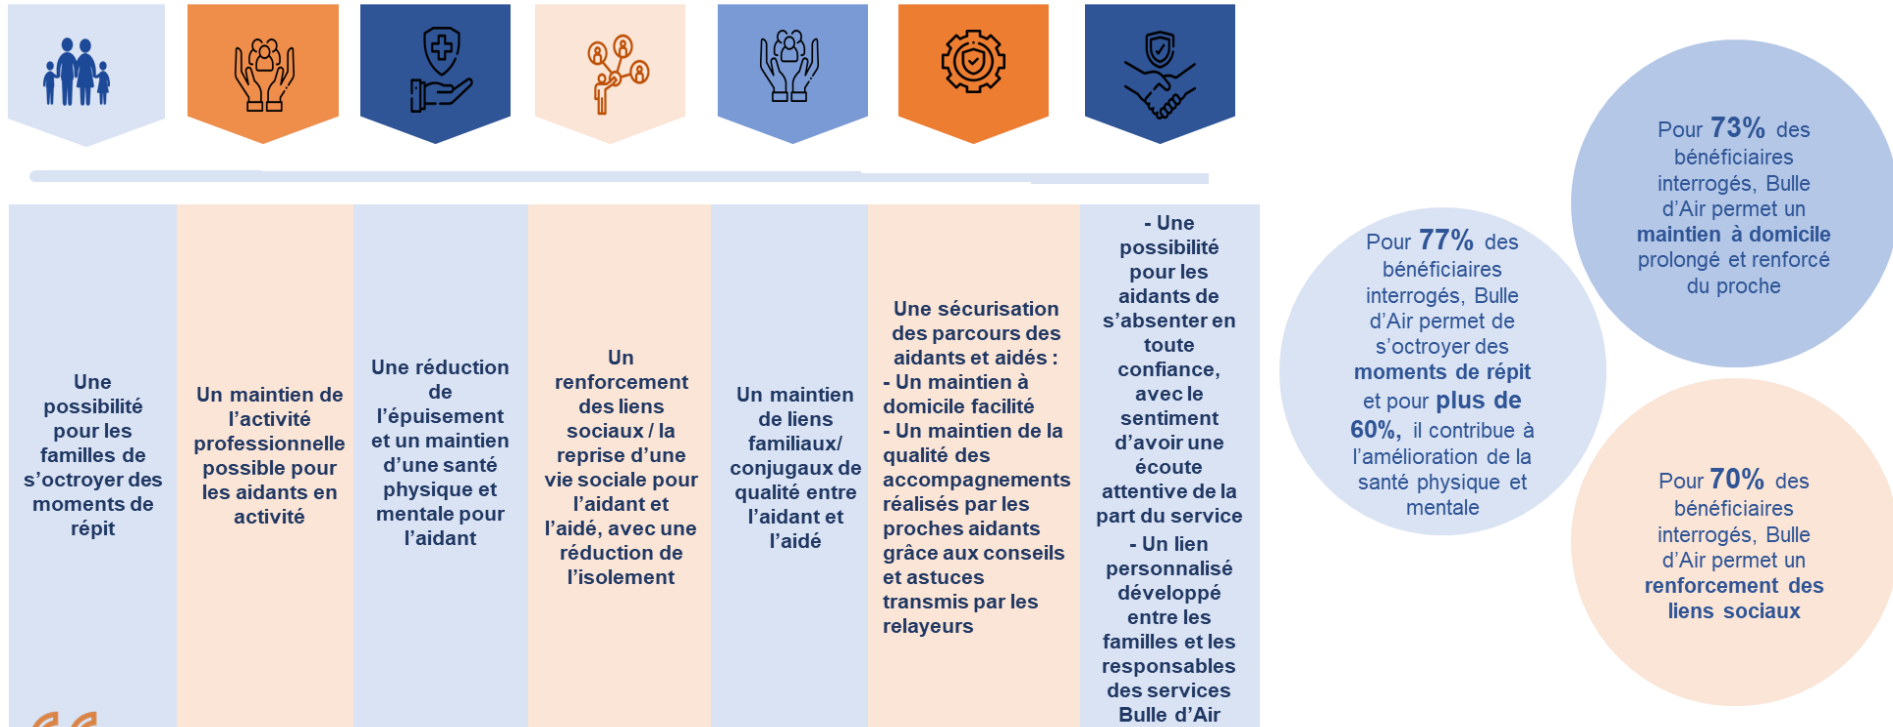 Une
possibilité
pour les
familles de
s'octroyer des
moments de
répit
Un maintien de
l'activité
professionnelle
possible pour
les aidants en
activité
Une réduction
de
l'épuisement
et un maintien
d'une santé
physique et
mentale pour
l'aidant
Un
renforcement
des liens
sociaux / la
reprise d'une
vie sociale pour
l'aidant et
l'aidé, avec une
réduction de
l'isolement
Un maintien
de liens
familiaux/
conjugaux de
qualité entre
l'aidant et
l'aidé
Une sécurisation
des parcours des
aidants et aidés :
- Un maintien à
domicile facilité
- Un maintien de la
qualité des
accompagnements
réalisés par les
proches aidants
grâce aux conseils
et astuces
transmis par les
relayeurs
- Une
possibilité
pour les
aidants de
s'absenter en
toute
confiance,
avec le
sentiment
d'avoir une
écoute
attentive de la
part du service
- Un lien
personnalisé
développé
entre les
familles et les
responsables
des services
Bulle d'Air
Pour 77% des
bénéficiaires
interrogés, Bulle
d'Air permet de
s'octroyer des
moments de répit
et pour plus de
60%, il contribue à
l'amélioration de la
santé physique et
mentale
Pour 73% des
bénéficiaires
interrogés, Bulle
d'Air permet un
maintien à domicile
prolongé et renforcé
du proche
Pour 70% des
bénéficiaires
interrogés, Bulle
d'Air permet un
renforcement des
liens sociaux